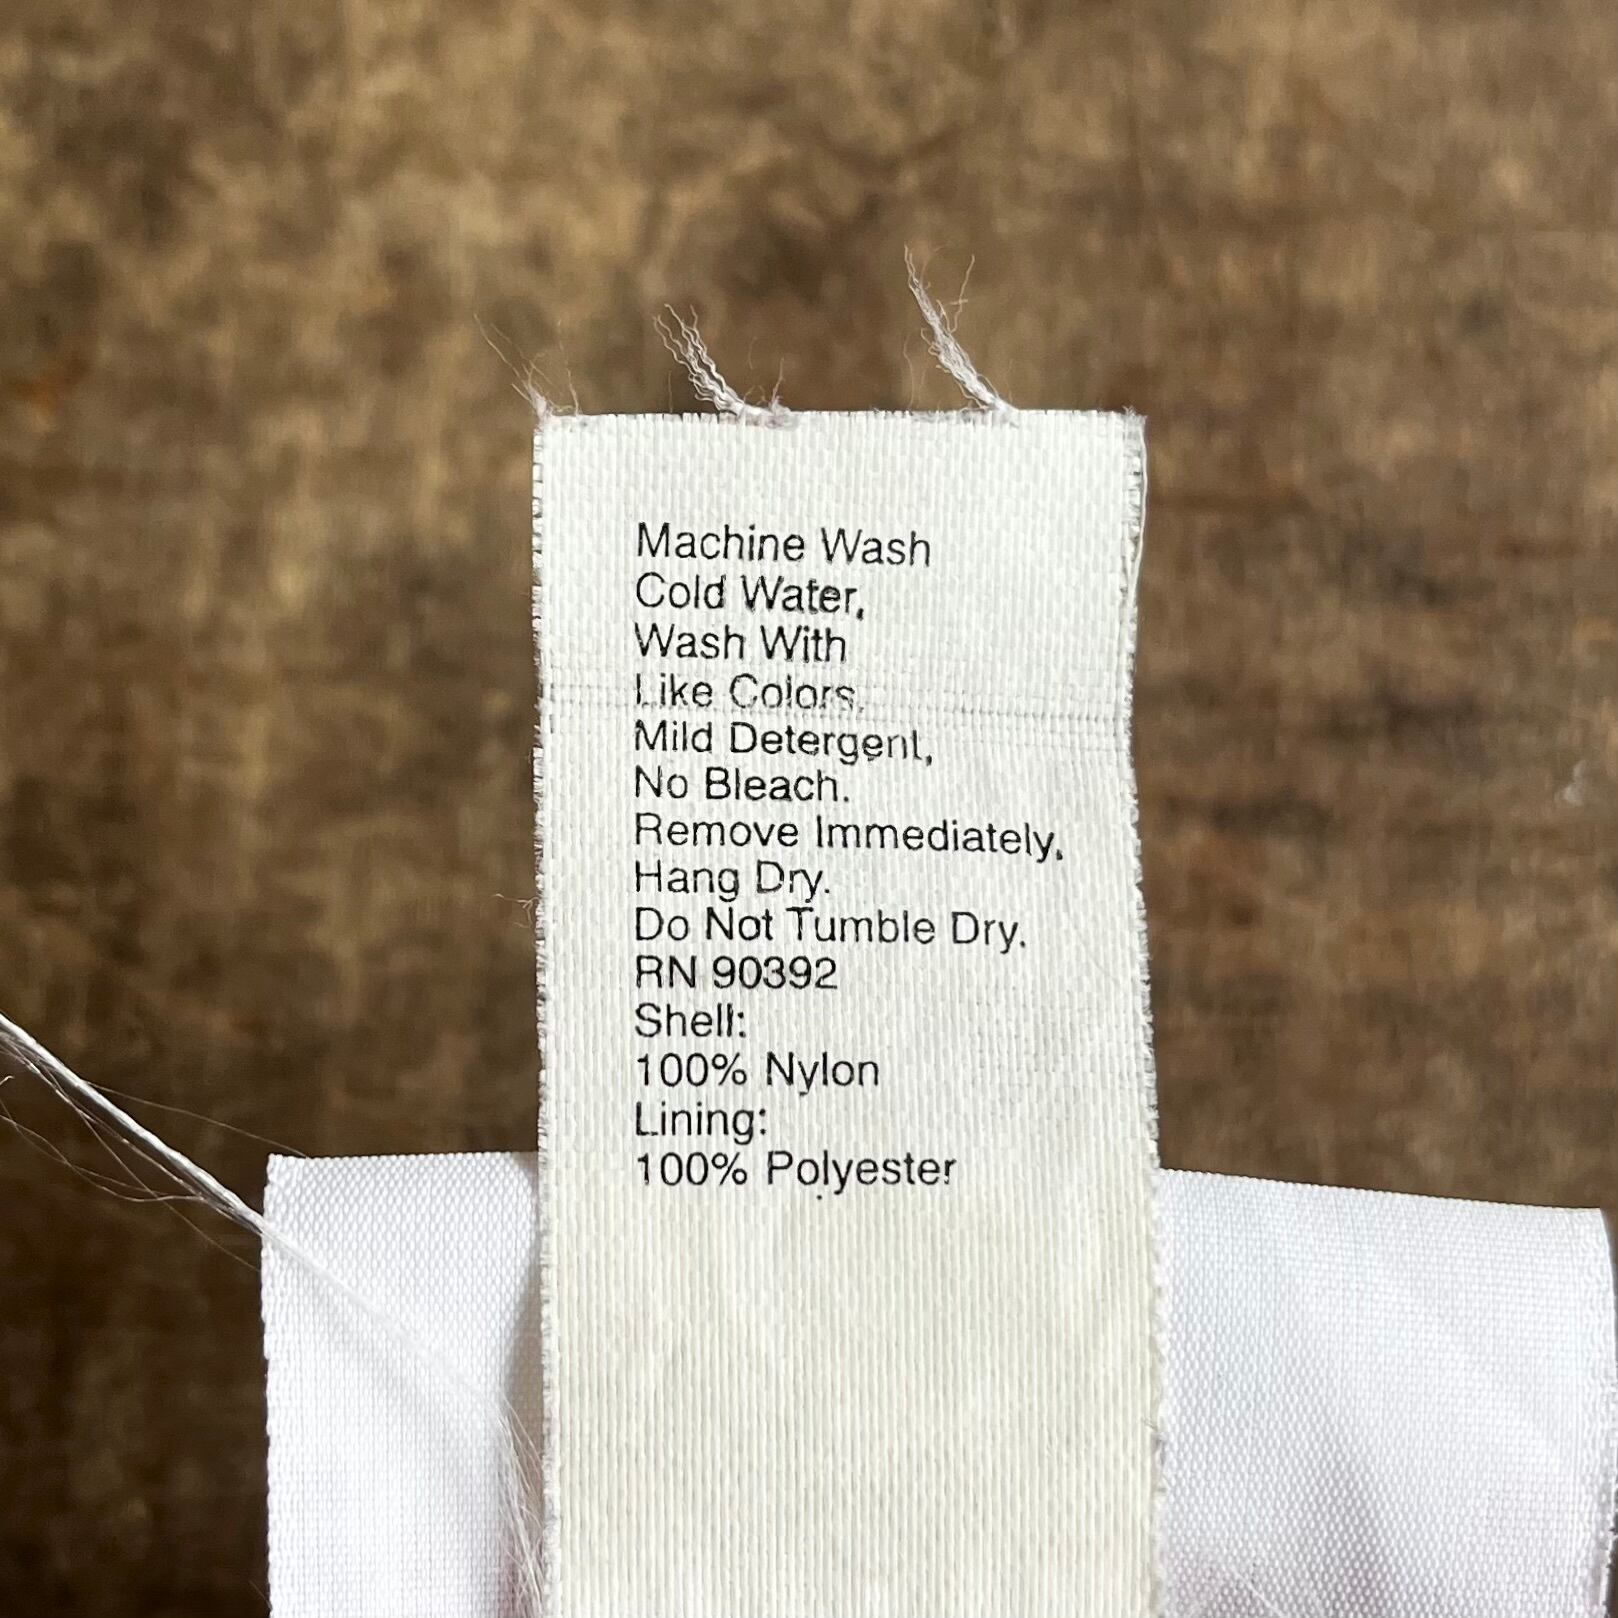 Machine Wash
Cold Water,
Wash With
Like Colors,
Mild Detergent,
No Bleach.
Remove Immediately,
Hang Dry.
Do Not Tumble Dry.
RN 90392
Shell:
100% Nylon
Lining:
100% Polyester